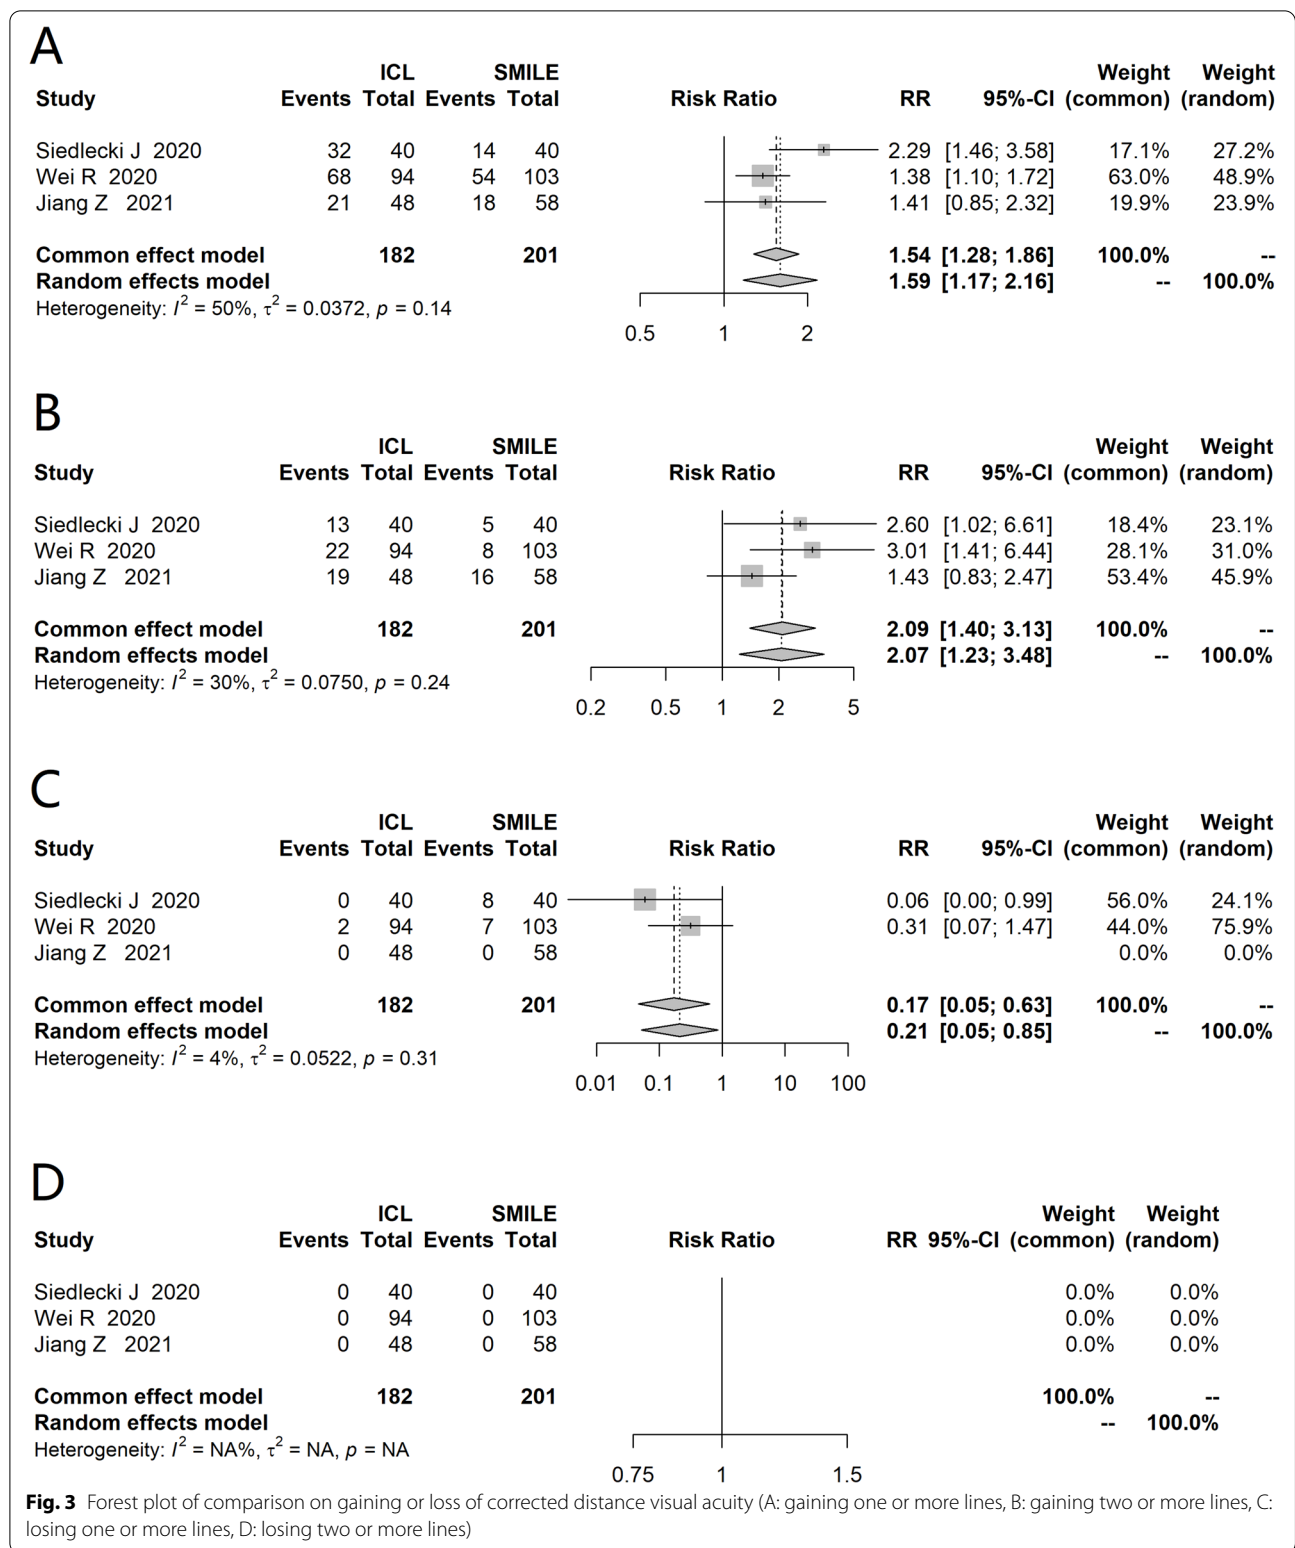 A
ICL SMILE Weight Weight
Study Events Total Events Total Risk Ratio RR 95%-CI (common) (random)
Siedlecki J 2020 32 40 14 40 2.29 [1.46; 3.58] 17.1% 27.2%
Wei R 2020 68 94 54 103 1.38 [1.10; 1.72] 63.0% 48.9%
Jiang Z 2021 21 48 18 58 1.41 [0.85; 2.32] 19.9% 23.9%
Common effect model 182 201 1.54 [1.28; 1.86] 100.0% --
Random effects model 1.59 [1.17; 2.16] -- 100.0%
Heterogeneity: I² = 50%, τ² = 0.0372, p = 0.14
0.5 1 2
B
ICL SMILE Weight Weight
Study Events Total Events Total Risk Ratio RR 95%-CI (common) (random)
Siedlecki J 2020 13 40 5 40 2.60 [1.02; 6.61] 18.4% 23.1%
Wei R 2020 22 94 8 103 3.01 [1.41; 6.44] 28.1% 31.0%
Jiang Z 2021 19 48 16 58 1.43 [0.83; 2.47] 53.4% 45.9%
Common effect model 182 201 2.09 [1.40; 3.13] 100.0% --
Random effects model 2.07 [1.23; 3.48] -- 100.0%
Heterogeneity: I² = 30%, τ² = 0.0750, p = 0.24
0.2 0.5 1 2 5
C
ICL SMILE Weight Weight
Study Events Total Events Total Risk Ratio RR 95%-CI (common) (random)
Siedlecki J 2020 0 40 8 40 0.06 [0.00; 0.99] 56.0% 24.1%
Wei R 2020 2 94 7 103 0.31 [0.07; 1.47] 44.0% 75.9%
Jiang Z 2021 0 48 0 58 0.0% 0.0%
Common effect model 182 201 0.17 [0.05; 0.63] 100.0% --
Random effects model 0.21 [0.05; 0.85] -- 100.0%
Heterogeneity: I² = 4%, τ² = 0.0522, p = 0.31
0.01 0.1 1 10 100
D
ICL SMILE Weight Weight
Study Events Total Events Total Risk Ratio RR 95%-CI (common) (random)
Siedlecki J 2020 0 40 0 40 0.0% 0.0%
Wei R 2020 0 94 0 103 0.0% 0.0%
Jiang Z 2021 0 48 0 58 0.0% 0.0%
Common effect model 182 201 100.0% --
Random effects model -- 100.0%
Heterogeneity: I² = NA%, τ² = NA, p = NA
0.75 1 1.5
Fig. 3 Forest plot of comparison on gaining or loss of corrected distance visual acuity (A: gaining one or more lines, B: gaining two or more lines, C:
losing one or more lines, D: losing two or more lines)